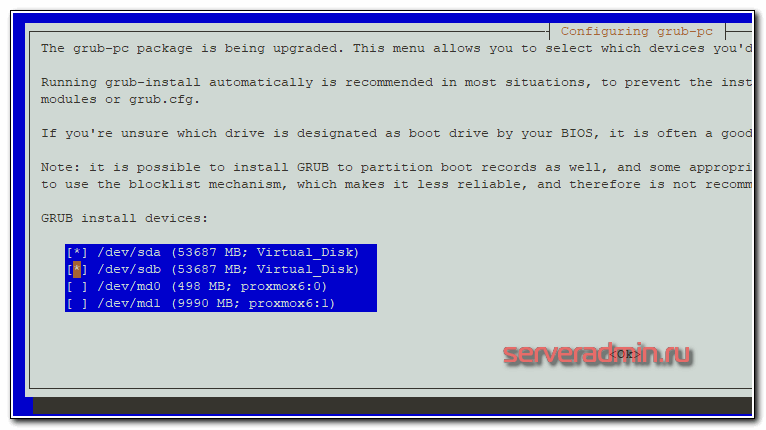 Configuring grub-pc
The grub-pc package is being upgraded. This menu allows you to select which devices you'd
Running grub-install automatically is recommended in most situations, to prevent the inst
modules or grub.cfg.
If you're unsure which drive is designated as boot drive by your BIOS, it is often a good
Note: it is possible to install GRUB to partition boot records as well, and some appropri
to use the blocklist mechanism, which makes it less reliable, and therefore is not recomm
GRUB install devices:
[*] /dev/sda (53687 MB; Virtual_Disk)
[*] /dev/sdb (53687 MB; Virtual_Disk)
[ ] /dev/md0 (498 MB; proxmox6:0)
[ ] /dev/md1 (9990 MB; proxmox6:1)
<Ok>
serveradmin.ru